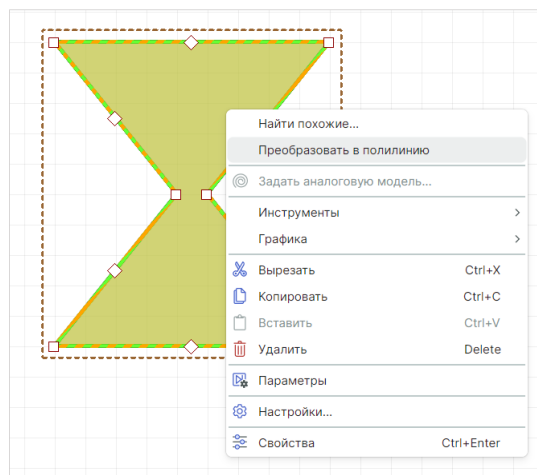 Найти похожие...
Преобразовать в полилинию
Задать аналоговую модель...
Инструменты
Графика
Вырезать Ctrl+X
Копировать Ctrl+C
Вставить Ctrl+V
Удалить Delete
Параметры
Настройки...
Свойства Ctrl+Enter